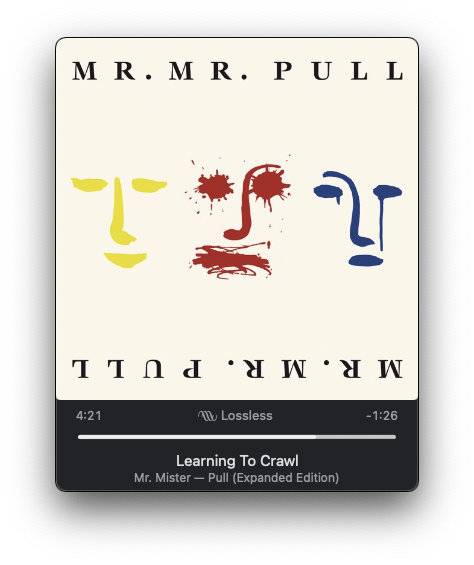 MR. MR. PULL
MR. MR. PULL
4:21 Lossless -1:26
Learning To Crawl
Mr. Mister — Pull (Expanded Edition)